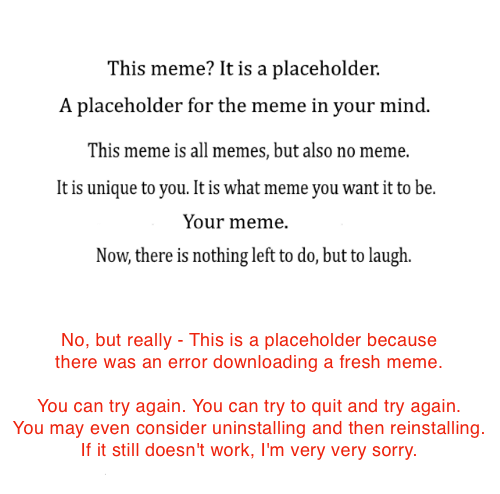 This meme? It is a placeholder.
A placeholder for the meme in your mind.
This meme is all memes, but also no meme.
It is unique to you. It is what meme you want it to be.
Your meme.
Now, there is nothing left to do, but to laugh.
No, but really - This is a placeholder because
there was an error downloading a fresh meme.
You can try again. You can try to quit and try again.
You may even consider uninstalling and then reinstalling.
If it still doesn't work, I'm very very sorry.